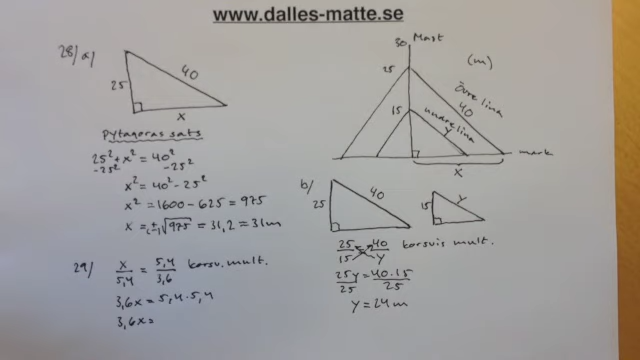 www.dalles-matte.se
28/a)
25
40
x
Pytagoras sats
25² + x² = 40²
-25² -25²
x² = 40² - 25²
x² = 1600 - 625 = 975
x = (±)√975 = 31,2 = 31m
30 Mast
(m)
25
15
övre lina
40
undre lina
y
mark
x
b/
25
40
15
y
25/15 = 40/y korsvis mult.
25y/25 = 40·15/25
y = 24m
29/ x/5,4 = 5,4/3,6 korsv. mult.
3,6x = 5,4·5,4
3,6x =